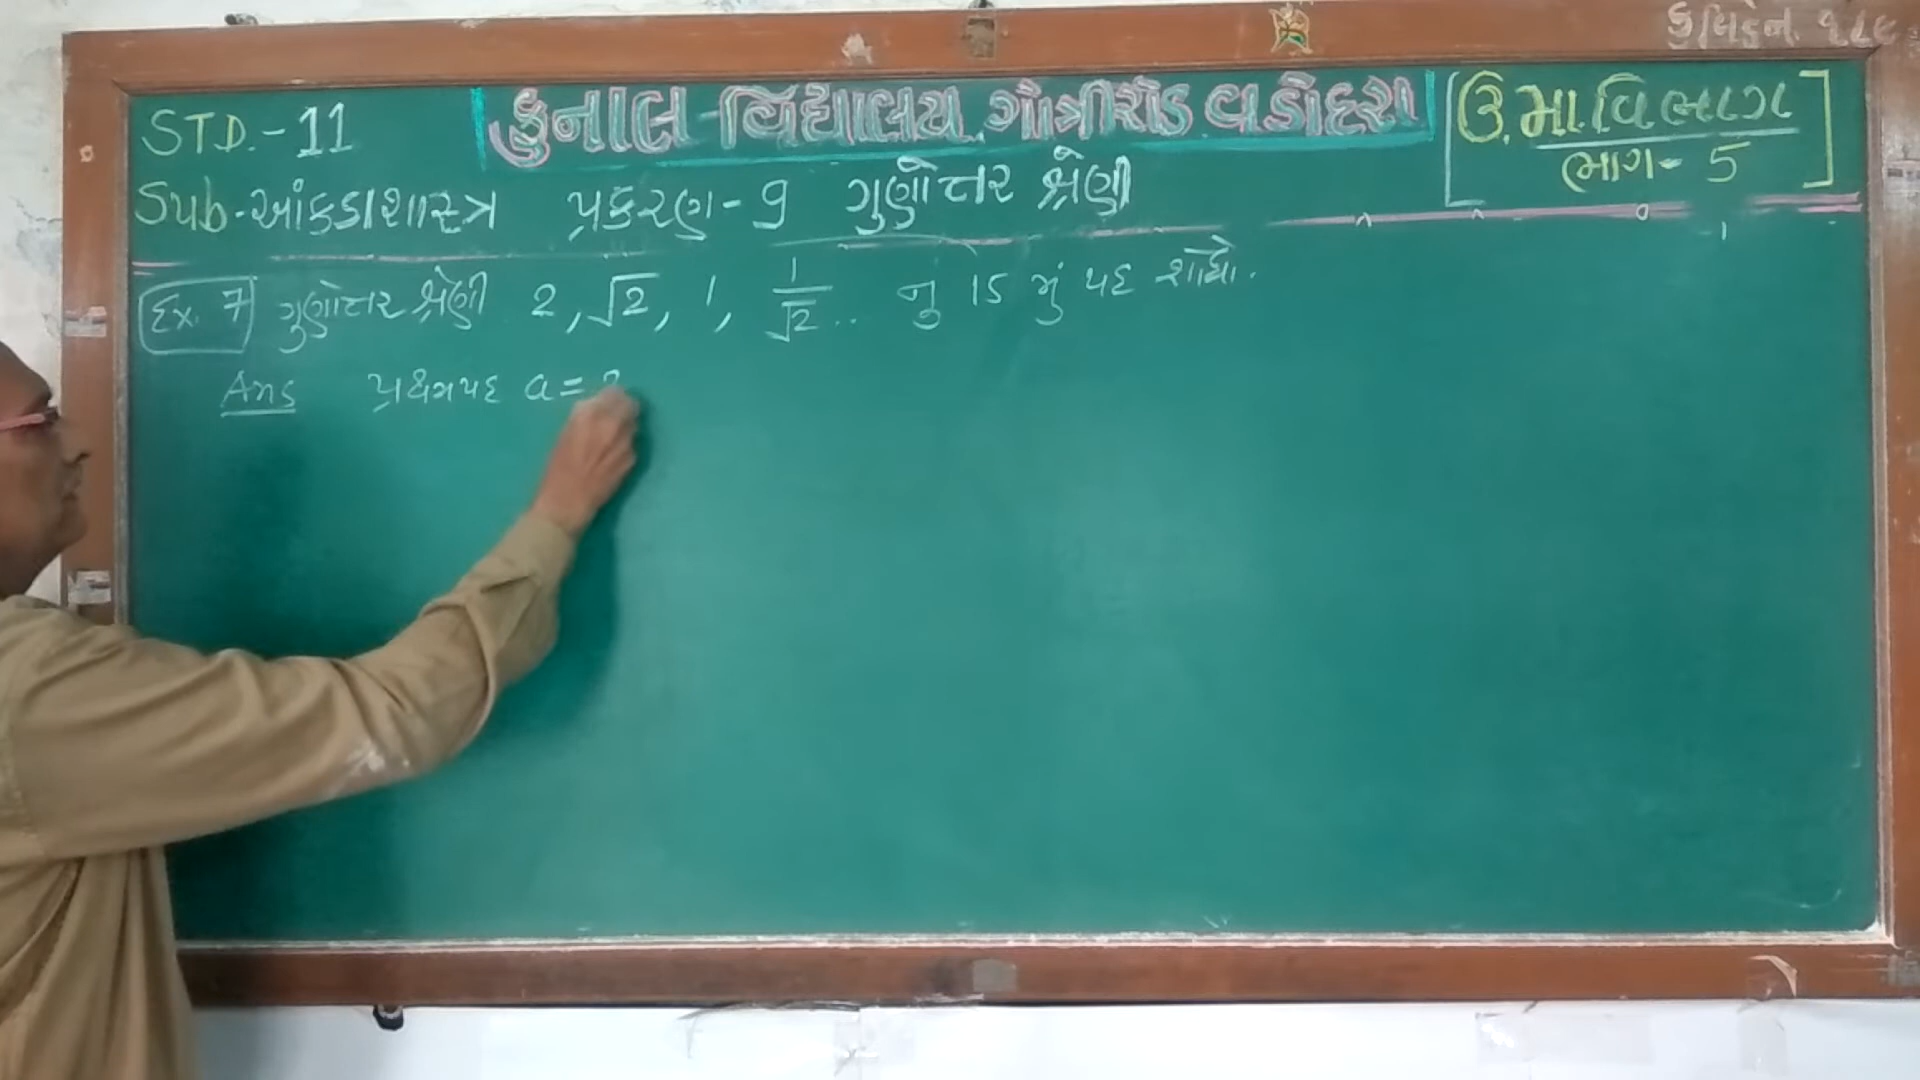 STD.-11
કુનાલ વિદ્યાલય ગોત્રીરોડ વડોદરા
ઉ.મા.વિભાગ
ભાગ-5
Sub-આંકડાશાસ્ત્ર પ્રકરણ-9 ગુણોત્તર શ્રેણી
Ex. 7 ગુણોત્તર શ્રેણી 2, √2, 1, 1/√2 .. નું 15 મું પદ શોધો.
Ans પ્રથમપદ a = 2